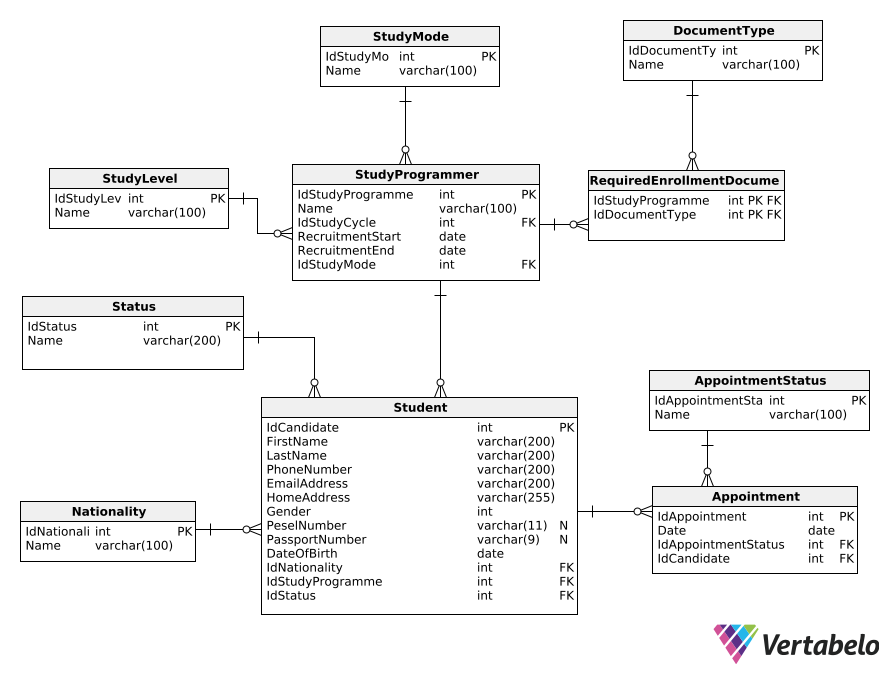 StudyMode
IdStudyMo int PK
Name varchar(100)
DocumentType
IdDocumentTy int PK
Name varchar(100)
StudyLevel
IdStudyLev int PK
Name varchar(100)
StudyProgrammer
IdStudyProgramme int PK
Name varchar(100)
IdStudyCycle int FK
RecruitmentStart date
RecruitmentEnd date
IdStudyMode int FK
RequiredEnrollmentDocume
IdStudyProgramme int PK FK
IdDocumentType int PK FK
Status
IdStatus int PK
Name varchar(200)
Student
IdCandidate int PK
FirstName varchar(200)
LastName varchar(200)
PhoneNumber varchar(200)
EmailAddress varchar(200)
HomeAddress varchar(255)
Gender int
PeselNumber varchar(11) N
PassportNumber varchar(9) N
DateOfBirth date
IdNationality int FK
IdStudyProgramme int FK
IdStatus int FK
AppointmentStatus
IdAppointmentSta int PK
Name varchar(100)
Nationality
IdNationali int PK
Name varchar(100)
Appointment
IdAppointment int PK
Date date
IdAppointmentStatus int FK
IdCandidate int FK
Vertabelo